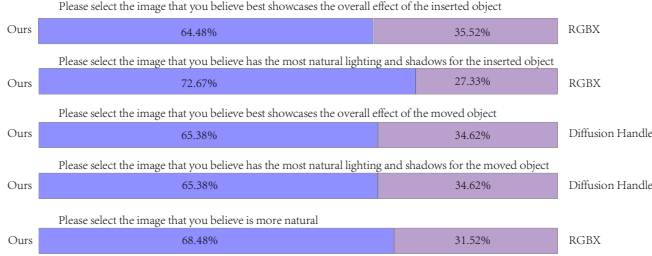 Please select the image that you believe best showcases the overall effect of the inserted object
Ours 64.48% 35.52% RGBX
Please select the image that you believe has the most natural lighting and shadows for the inserted object
Ours 72.67% 27.33% RGBX
Please select the image that you believe best showcases the overall effect of the moved object
Ours 65.38% 34.62% Diffusion Handle
Please select the image that you believe has the most natural lighting and shadows for the moved object
Ours 65.38% 34.62% Diffusion Handle
Please select the image that you believe is more natural
Ours 68.48% 31.52% RGBX